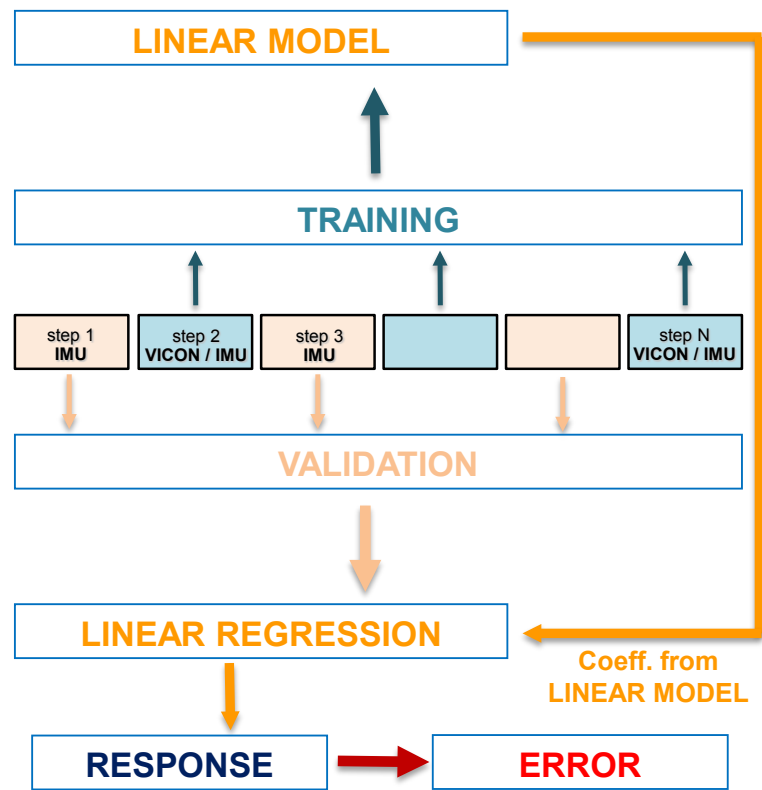 LINEAR MODEL
TRAINING
step 1
IMU
step 2
VICON / IMU
step 3
IMU
step N
VICON / IMU
VALIDATION
LINEAR REGRESSION
Coeff. from
LINEAR MODEL
RESPONSE
ERROR